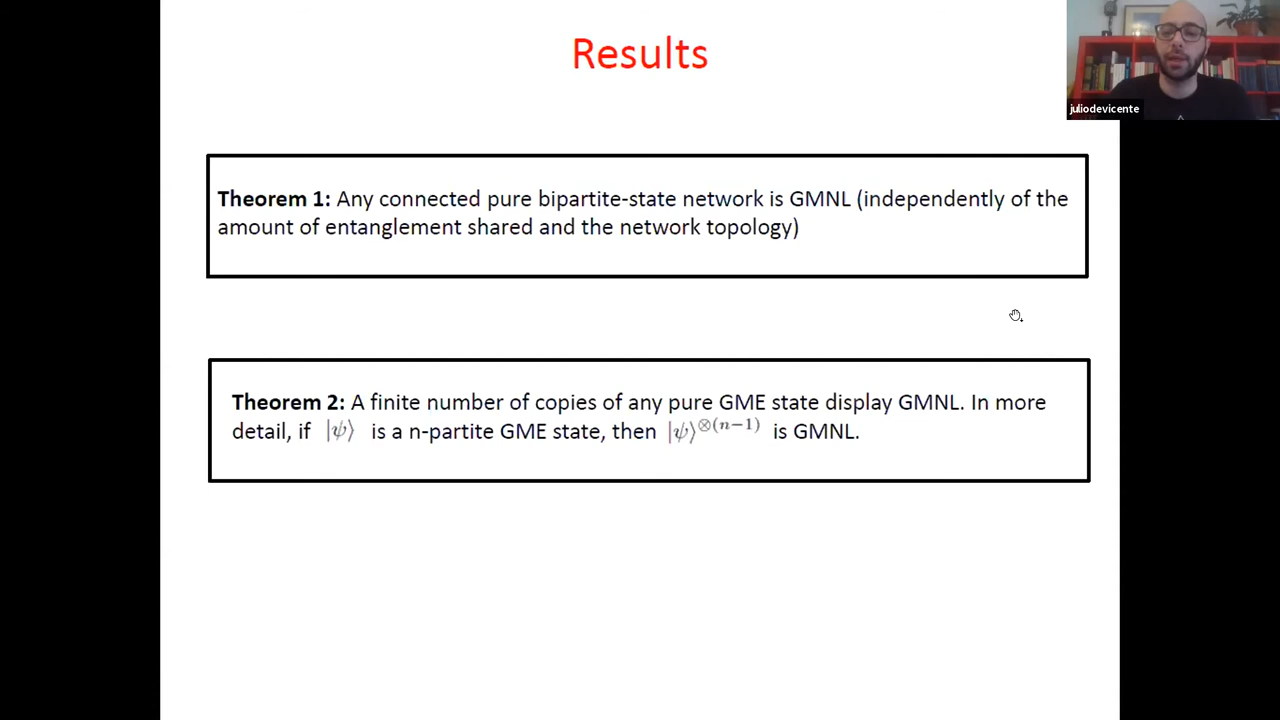 Results
juliodevicente
Theorem 1: Any connected pure bipartite-state network is GMNL (independently of the
amount of entanglement shared and the network topology)
Theorem 2: A finite number of copies of any pure GME state display GMNL. In more
detail, if |ψ⟩ is a n-partite GME state, then |ψ⟩⊗(n−1) is GMNL.